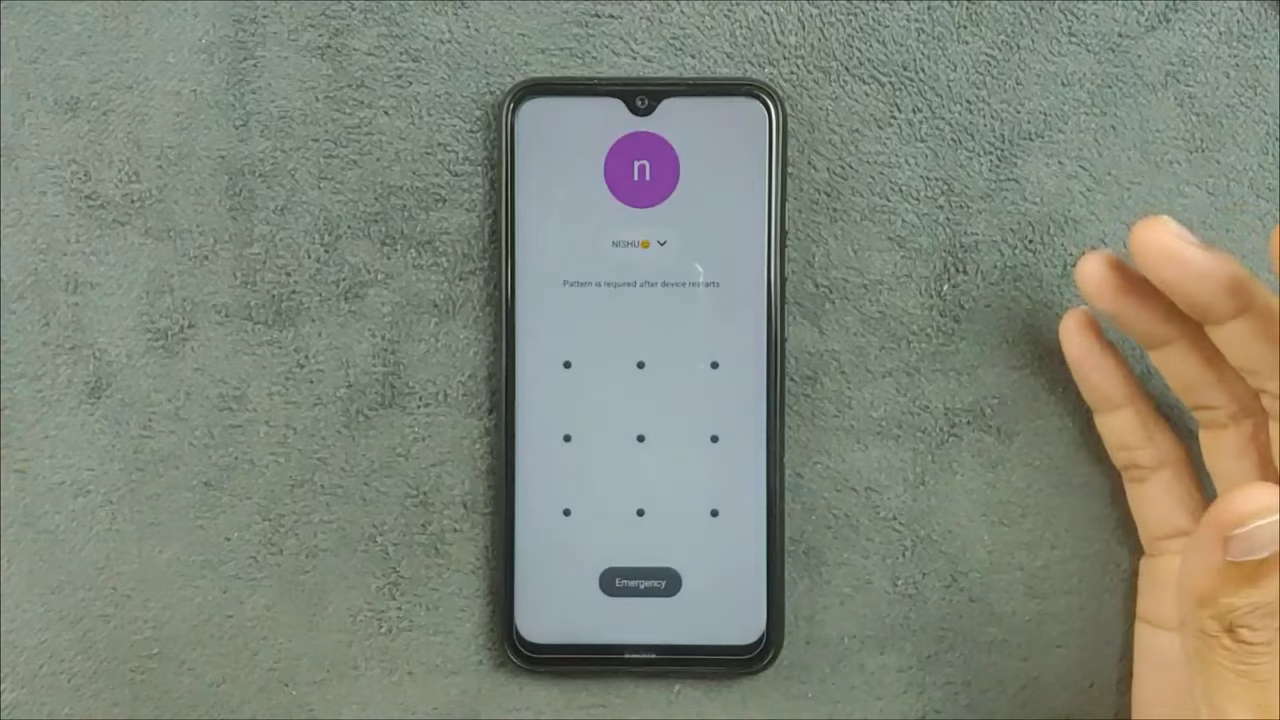 n
NISHU😊
Pattern is required after device restarts
Emergency